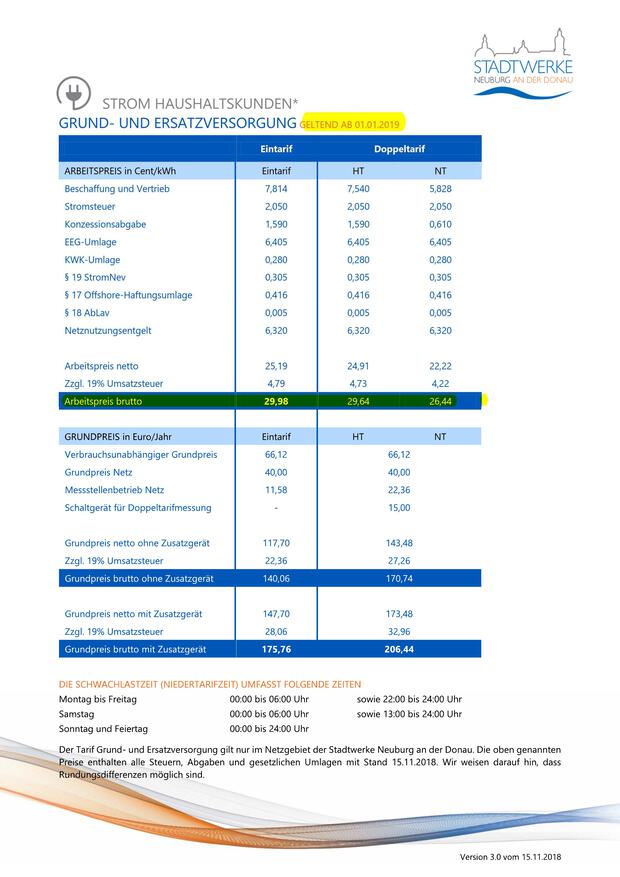 STADTWERKE
NEUBURG AN DER DONAU
STROM HAUSHALTSKUNDEN*
GRUND- UND ERSATZVERSORGUNG GELTEND AB 01.01.2019
Eintarif Doppeltarif
ARBEITSPREIS in Cent/kWh Eintarif HT NT
Beschaffung und Vertrieb 7,814 7,540 5,828
Stromsteuer 2,050 2,050 2,050
Konzessionsabgabe 1,590 1,590 0,610
EEG-Umlage 6,405 6,405 6,405
KWK-Umlage 0,280 0,280 0,280
§ 19 StromNev 0,305 0,305 0,305
§ 17 Offshore-Haftungsumlage 0,416 0,416 0,416
§ 18 AbLav 0,005 0,005 0,005
Netznutzungsentgelt 6,320 6,320 6,320
Arbeitspreis netto 25,19 24,91 22,22
Zzgl. 19% Umsatzsteuer 4,79 4,73 4,22
Arbeitspreis brutto 29,98 29,64 26,44
GRUNDPREIS in Euro/Jahr Eintarif HT NT
Verbrauchsunabhängiger Grundpreis 66,12 66,12
Grundpreis Netz 40,00 40,00
Messstellenbetrieb Netz 11,58 22,36
Schaltgerät für Doppeltarifmessung - 15,00
Grundpreis netto ohne Zusatzgerät 117,70 143,48
Zzgl. 19% Umsatzsteuer 22,36 27,26
Grundpreis brutto ohne Zusatzgerät 140,06 170,74
Grundpreis netto mit Zusatzgerät 147,70 173,48
Zzgl. 19% Umsatzsteuer 28,06 32,96
Grundpreis brutto mit Zusatzgerät 175,76 206,44
DIE SCHWACHLASTZEIT (NIEDERTARIFZEIT) UMFASST FOLGENDE ZEITEN
Montag bis Freitag 00:00 bis 06:00 Uhr sowie 22:00 bis 24:00 Uhr
Samstag 00:00 bis 06:00 Uhr sowie 13:00 bis 24:00 Uhr
Sonntag und Feiertag 00:00 bis 24:00 Uhr
Der Tarif Grund- und Ersatzversorgung gilt nur im Netzgebiet der Stadtwerke Neuburg an der Donau. Die oben genannten
Preise enthalten alle Steuern, Abgaben und gesetzlichen Umlagen mit Stand 15.11.2018. Wir weisen darauf hin, dass
Rundungsdifferenzen möglich sind.
Version 3.0 vom 15.11.2018